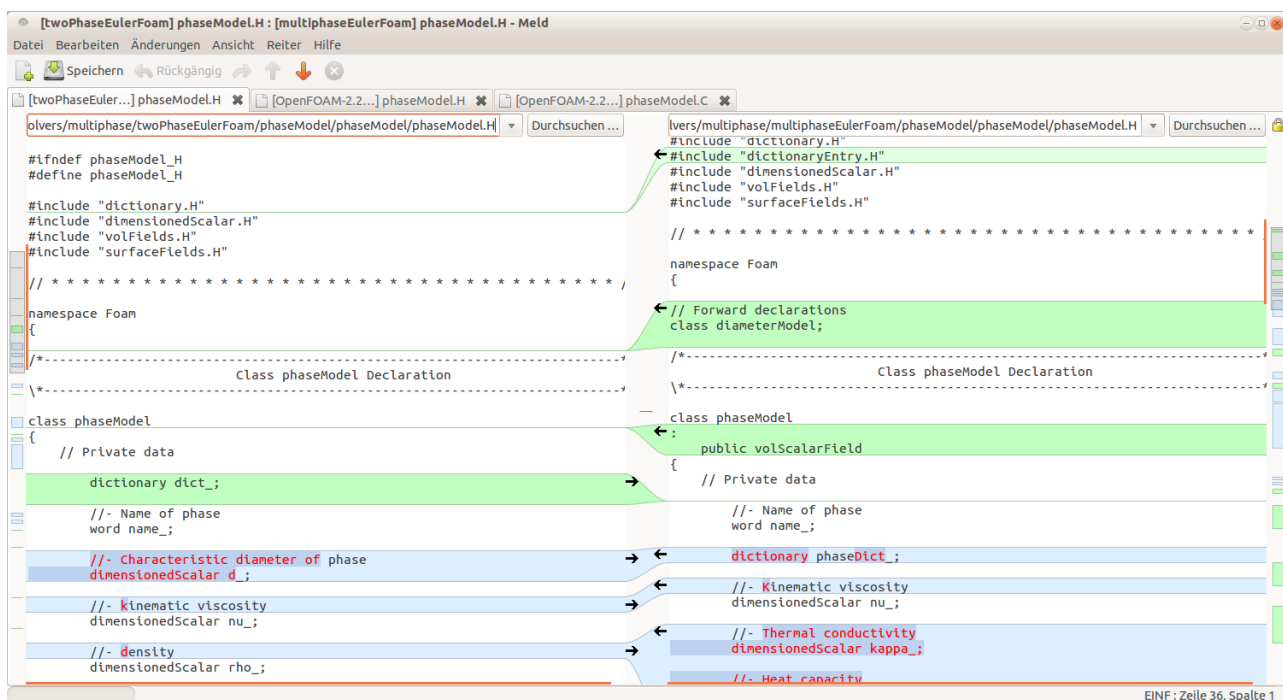 [twoPhaseEulerFoam] phaseModel.H : [multiphaseEulerFoam] phaseModel.H - Meld
Datei Bearbeiten Änderungen Ansicht Reiter Hilfe
Speichern Rückgängig
[twoPhaseEuler...] phaseModel.H [OpenFOAM-2.2...] phaseModel.H [OpenFOAM-2.2...] phaseModel.C
olvers/multiphase/twoPhaseEulerFoam/phaseModel/phaseModel/phaseModel.H Durchsuchen ...
#ifndef phaseModel_H
#define phaseModel_H
#include "dictionary.H"
#include "dimensionedScalar.H"
#include "volFields.H"
#include "surfaceFields.H"
// * * * * * * * * * * * * * * * * * * * * * * * * * * * * * * * * * * * * * /
namespace Foam
{
/*---------------------------------------------------------------------------*
Class phaseModel Declaration
\*---------------------------------------------------------------------------*
class phaseModel
{
// Private data
dictionary dict_;
//- Name of phase
word name_;
//- Characteristic diameter of phase
dimensionedScalar d_;
//- kinematic viscosity
dimensionedScalar nu_;
//- density
dimensionedScalar rho_;
lvers/multiphase/multiphaseEulerFoam/phaseModel/phaseModel/phaseModel.H Durchsuchen ...
#include "dictionary.H"
#include "dictionaryEntry.H"
#include "dimensionedScalar.H"
#include "volFields.H"
#include "surfaceFields.H"
// * * * * * * * * * * * * * * * * * * * * * * * * * * * * * * * * * * * * *
namespace Foam
{
// Forward declarations
class diameterModel;
/*---------------------------------------------------------------------------*
Class phaseModel Declaration
\*---------------------------------------------------------------------------*
class phaseModel
:
public volScalarField
{
// Private data
//- Name of phase
word name_;
dictionary phaseDict_;
//- Kinematic viscosity
dimensionedScalar nu_;
//- Thermal conductivity
dimensionedScalar kappa_;
//- Heat capacity
EINF : Zeile 36, Spalte 1